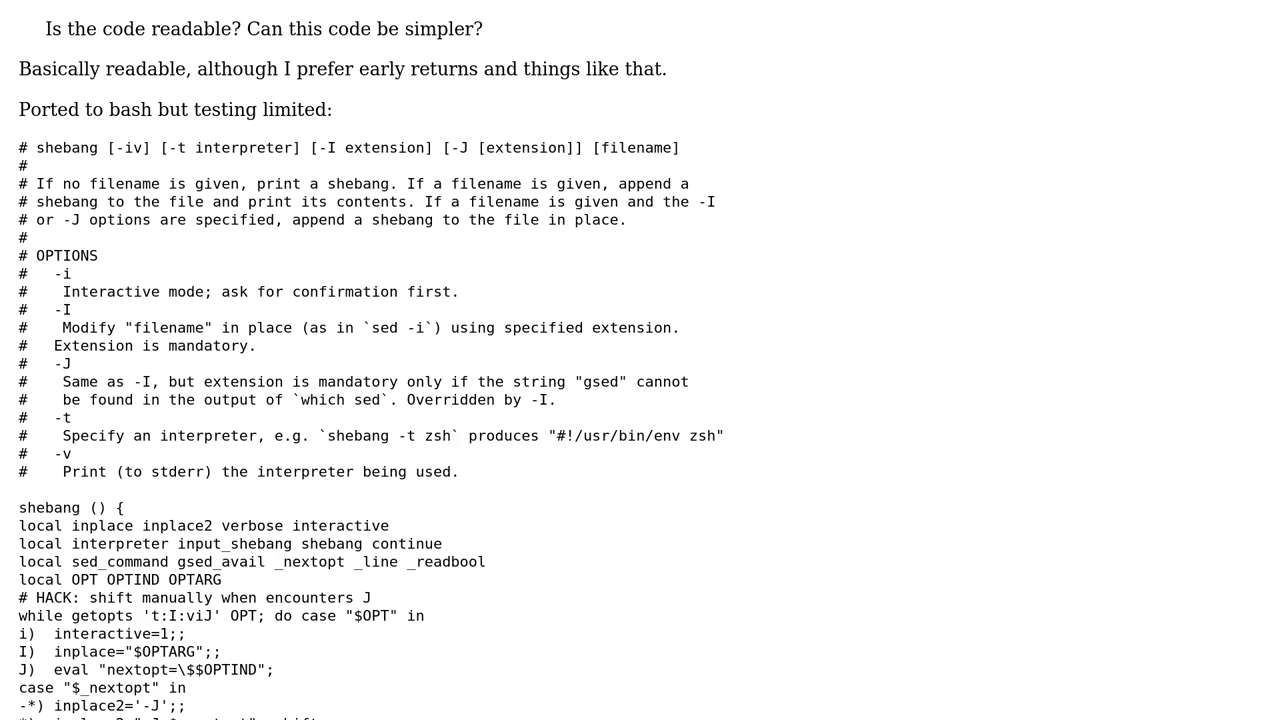 Is the code readable? Can this code be simpler?
Basically readable, although I prefer early returns and things like that.
Ported to bash but testing limited:
# shebang [-iv] [-t interpreter] [-I extension] [-J [extension]] [filename]
#
# If no filename is given, print a shebang. If a filename is given, append a
# shebang to the file and print its contents. If a filename is given and the -I
# or -J options are specified, append a shebang to the file in place.
#
# OPTIONS
#   -i
#    Interactive mode; ask for confirmation first.
#   -I
#    Modify "filename" in place (as in `sed -i`) using specified extension.
#   Extension is mandatory.
#   -J
#    Same as -I, but extension is mandatory only if the string "gsed" cannot
#    be found in the output of `which sed`. Overridden by -I.
#   -t
#    Specify an interpreter, e.g. `shebang -t zsh` produces "#!/usr/bin/env zsh"
#   -v
#    Print (to stderr) the interpreter being used.
shebang () {
local inplace inplace2 verbose interactive
local interpreter input_shebang shebang continue
local sed_command gsed_avail _nextopt _line _readbool
local OPT OPTIND OPTARG
# HACK: shift manually when encounters J
while getopts 't:I:viJ' OPT; do case "$OPT" in
i)  interactive=1;;
I)  inplace="$OPTARG";;
J)  eval "nextopt=\$$OPTIND";
case "$_nextopt" in
-*) inplace2='-J';;